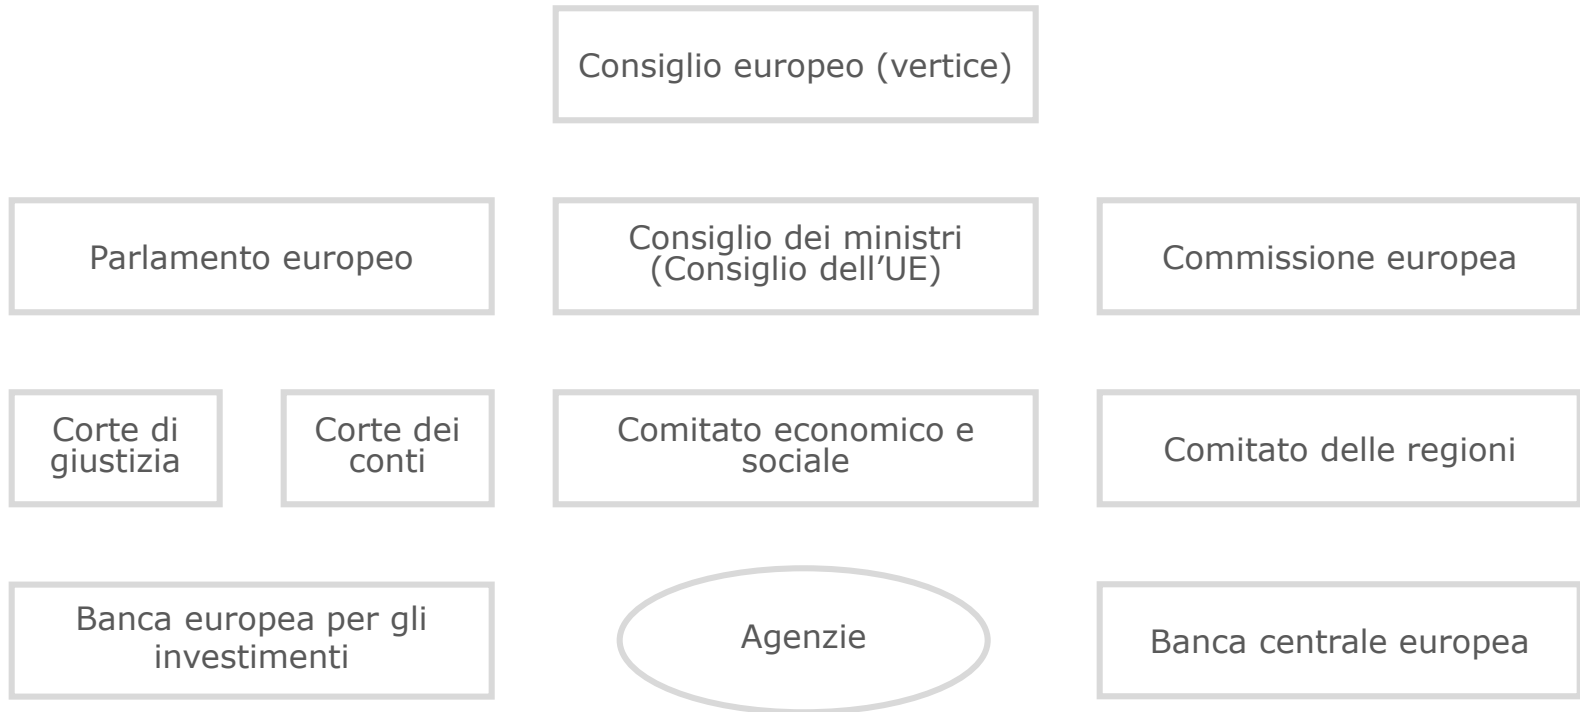 Consiglio europeo (vertice)
Parlamento europeo
Consiglio dei ministri
(Consiglio dell’UE)
Commissione europea
Corte di
giustizia
Corte dei
conti
Comitato economico e
sociale
Comitato delle regioni
Banca europea per gli
investimenti
Agenzie
Banca centrale europea